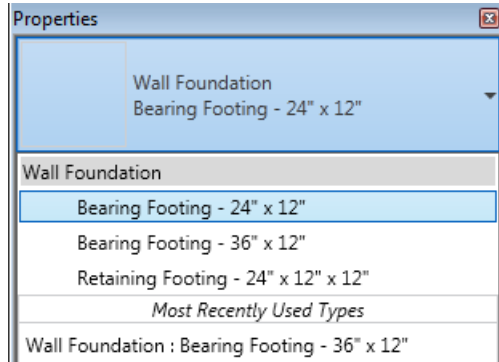 Properties
Wall Foundation
Bearing Footing - 24" x 12"
Wall Foundation
Bearing Footing - 24" x 12"
Bearing Footing - 36" x 12"
Retaining Footing - 24" x 12" x 12"
Most Recently Used Types
Wall Foundation : Bearing Footing - 36" x 12"